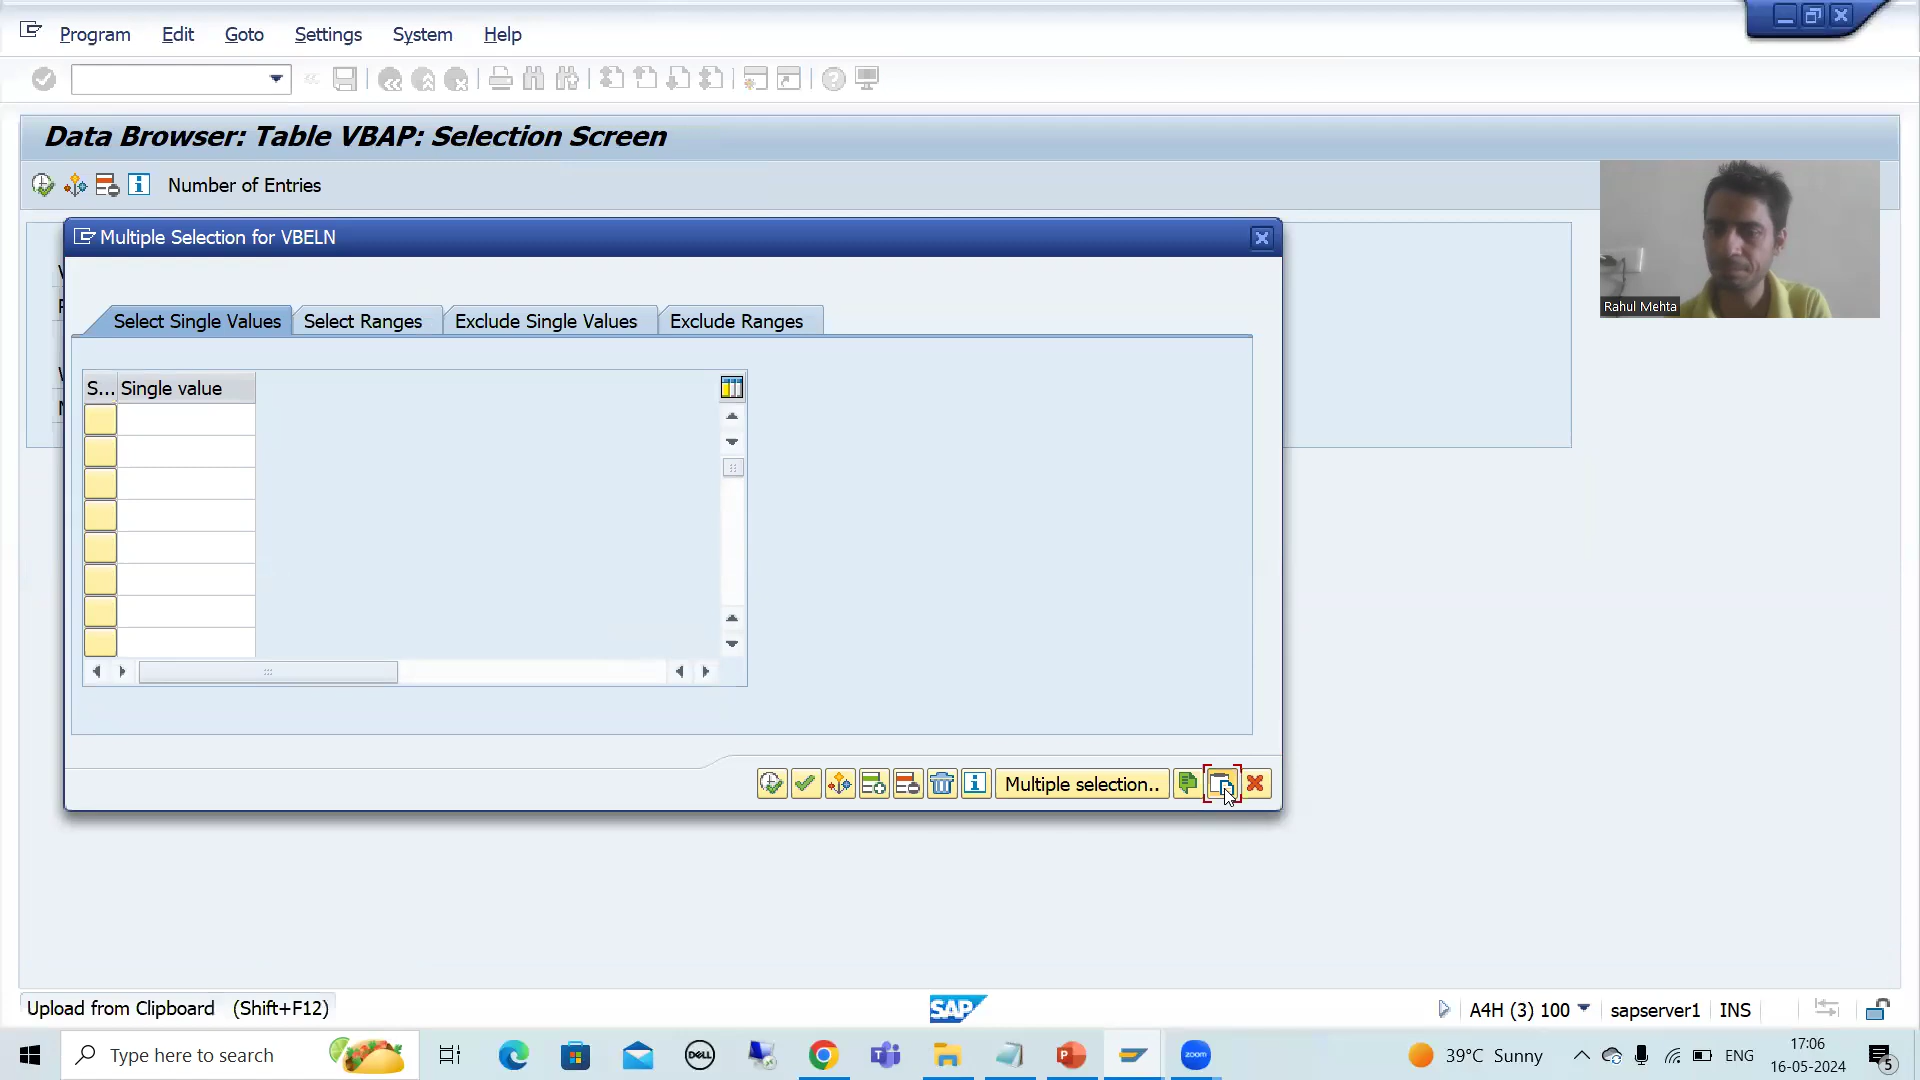 Program Edit Goto Settings System Help
Data Browser: Table VBAP: Selection Screen
Number of Entries
Multiple Selection for VBELN
Select Single Values Select Ranges Exclude Single Values Exclude Ranges
S... Single value
Rahul Mehta
Multiple selection..
Upload from Clipboard (Shift+F12)
SAP
A4H (3) 100 sapserver1 INS
Type here to search
DELL
zoom
39°C Sunny
ENG
17:06
16-05-2024
5